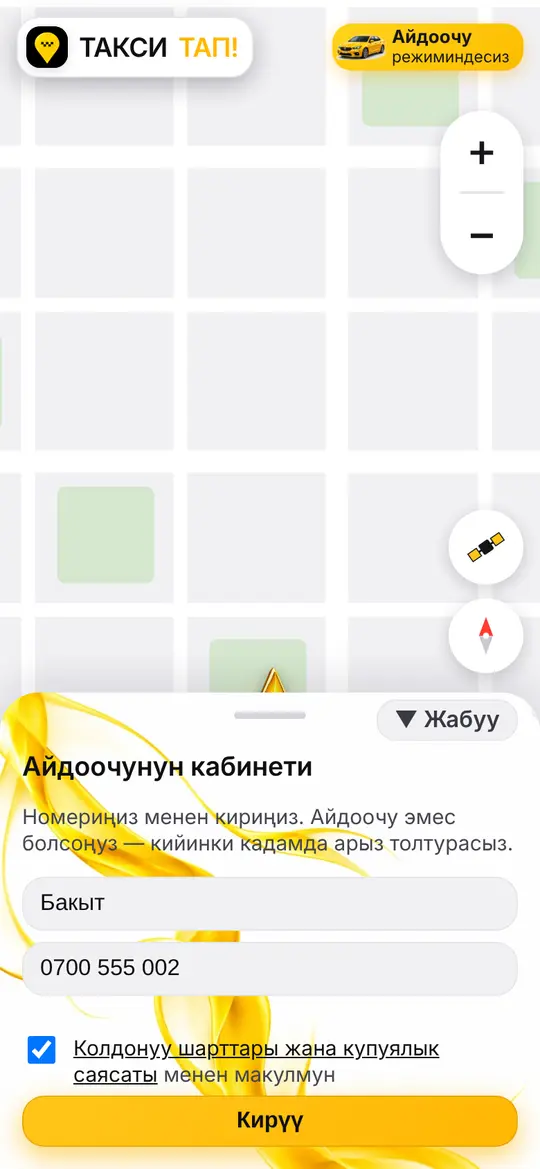 ТАКСИ ТАП!
Айдоочу
режиминдесиз
+
−
▼ Жабуу
Айдоочунун кабинети
Номериңиз менен кириңиз. Айдоочу эмес
болсоңуз — кийинки кадамда арыз толтурасыз.
Бакыт
0700 555 002
Колдонуу шарттары жана купуялык
саясаты менен макулмун
Кирүү